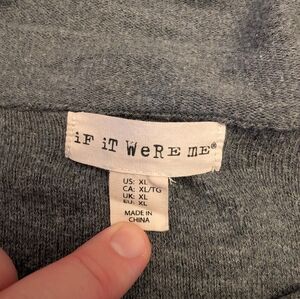 iF iT WeRE mE®
US: XL
CA: XL/TG
UK: XL
EU: XL
MADE IN
CHINA